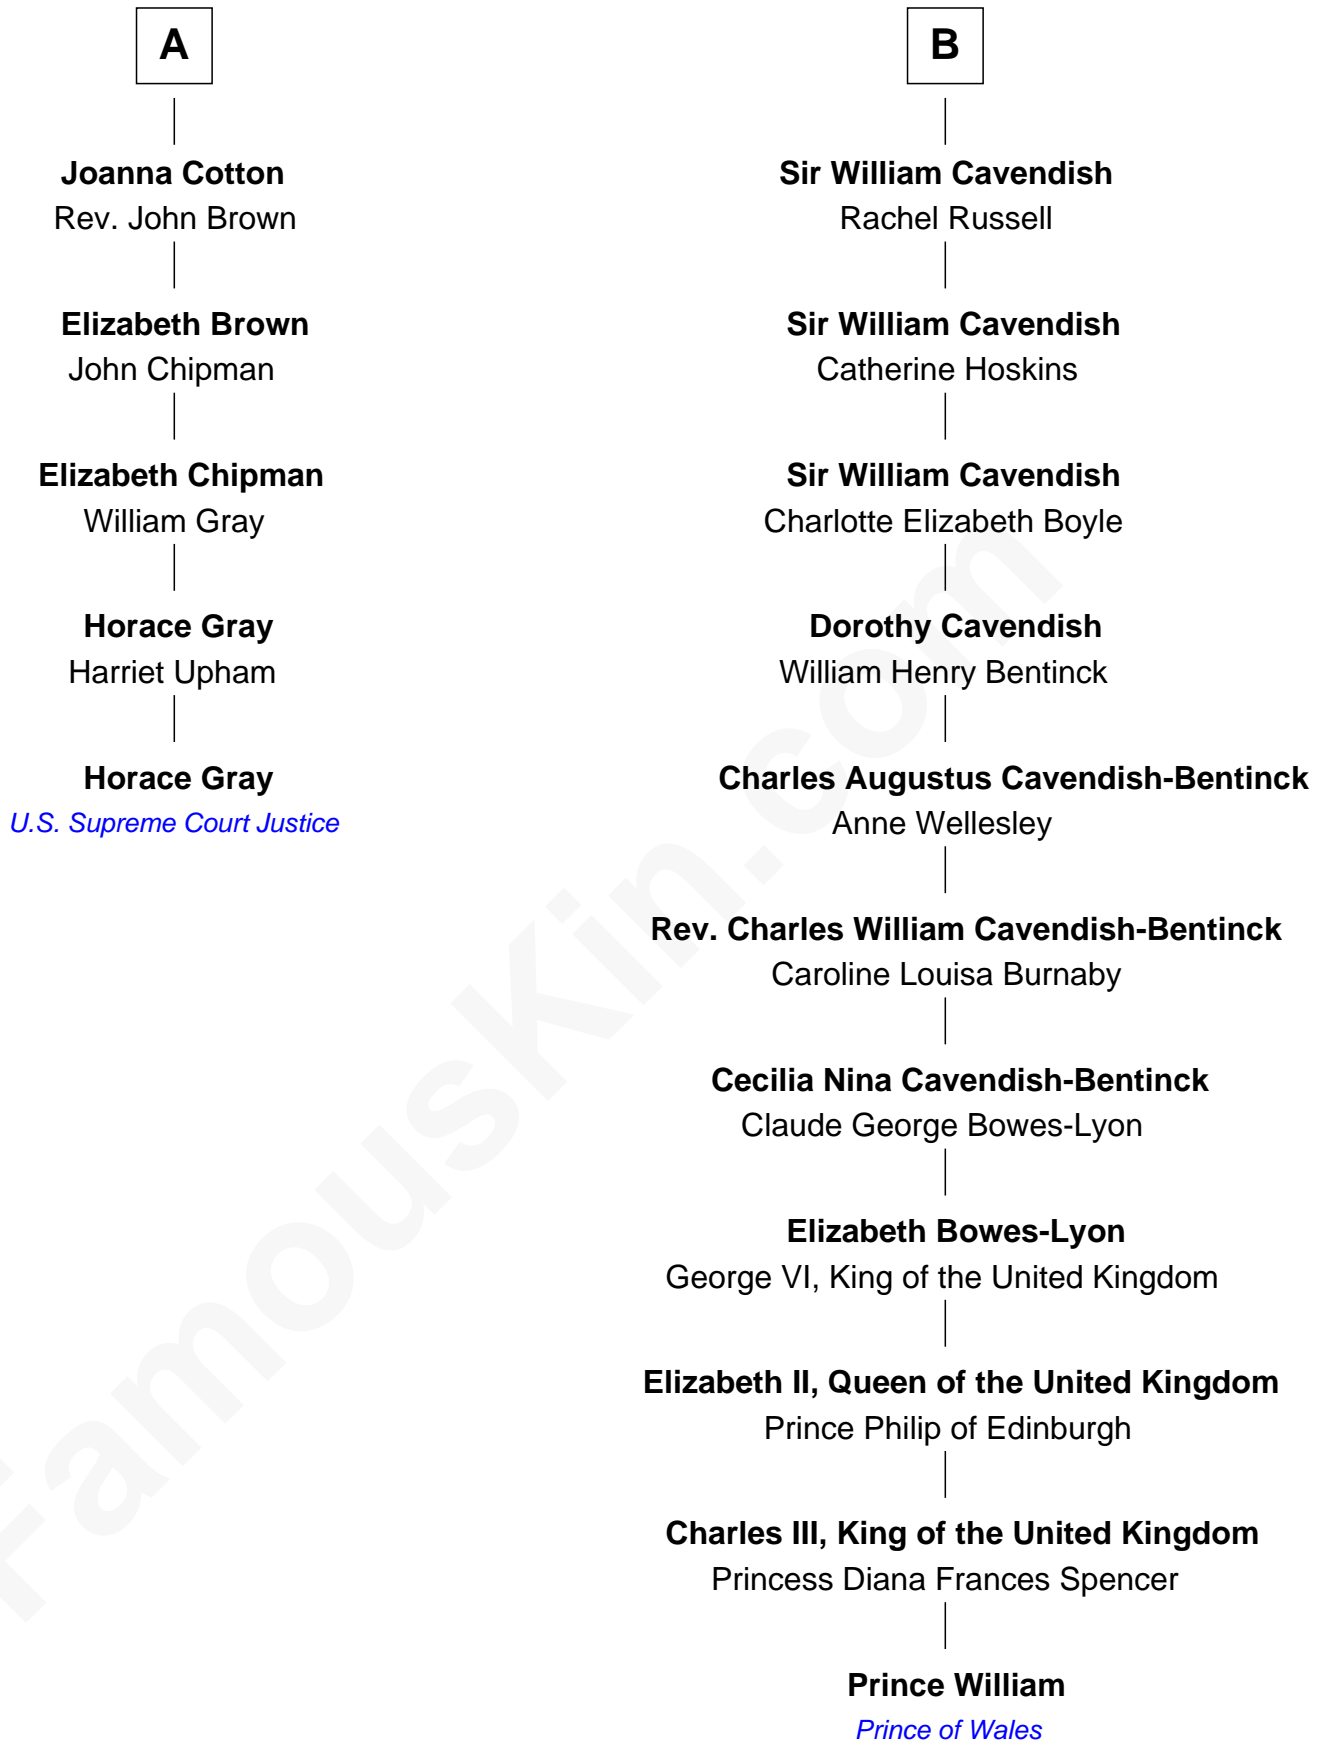 A
Joanna Cotton
Rev. John Brown
Elizabeth Brown
John Chipman
Elizabeth Chipman
William Gray
Horace Gray
Harriet Upham
Horace Gray
U.S. Supreme Court Justice
B
Sir William Cavendish
Rachel Russell
Sir William Cavendish
Catherine Hoskins
Sir William Cavendish
Charlotte Elizabeth Boyle
Dorothy Cavendish
William Henry Bentinck
Charles Augustus Cavendish-Bentinck
Anne Wellesley
Rev. Charles William Cavendish-Bentinck
Caroline Louisa Burnaby
Cecilia Nina Cavendish-Bentinck
Claude George Bowes-Lyon
Elizabeth Bowes-Lyon
George VI, King of the United Kingdom
Elizabeth II, Queen of the United Kingdom
Prince Philip of Edinburgh
Charles III, King of the United Kingdom
Princess Diana Frances Spencer
Prince William
Prince of Wales
FamousKin.com